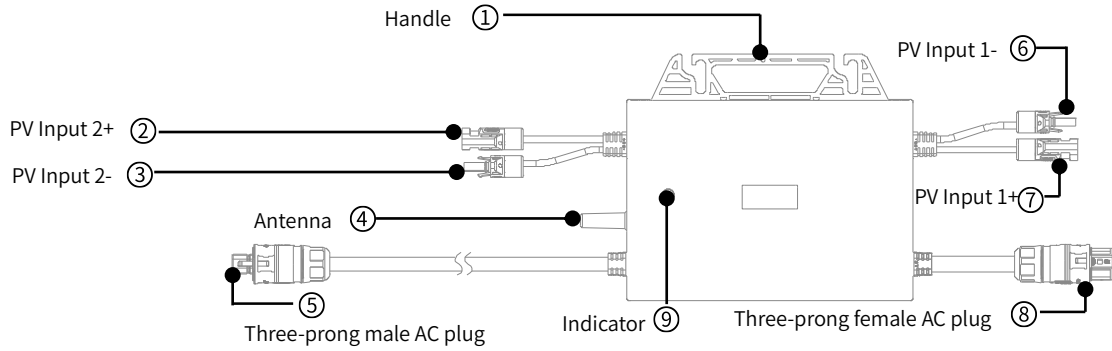 Handle ①
PV Input 1- ⑥
PV Input 2+ ②
PV Input 2- ③
PV Input 1+ ⑦
Antenna ④
⑤
Three-prong male AC plug
Indicator ⑨
Three-prong female AC plug ⑧